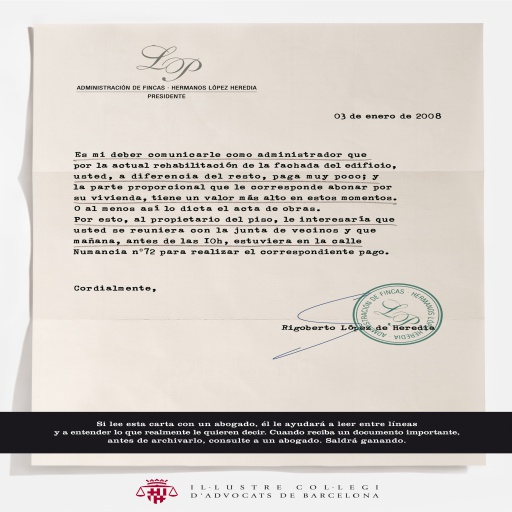 LP
ADMINISTRACIÓN DE FINCAS · HERMANOS LÓPEZ HEREDIA
PRESIDENTE
03 de enero de 2008
Es mi deber comunicarle como administrador que
por la actual rehabilitación de la fachada del edificio,
usted, a diferencia del resto, paga muy poco; y
la parte proporcional que le corresponde abonar por
su vivienda, tiene un valor más alto en estos momentos.
O al menos así lo dicta el acta de obras.
Por esto, al propietario del piso, le interesaría que
usted se reuniera con la junta de vecinos y que
mañana, antes de las 10h, estuviera en la calle
Numancia nº72 para realizar el correspondiente pago.
Cordialmente,
Rigoberto López de Heredia
ADMINISTRACIÓN DE FINCAS · HERMANOS LÓPEZ HEREDIA
LP
Si lee esta carta con un abogado, él le ayudará a leer entre líneas
y a entender lo que realmente le quieren decir. Cuando reciba un documento importante,
antes de archivarlo, consulte a un abogado. Saldrá ganando.
IL·LUSTRE COL·LEGI
D'ADVOCATS DE BARCELONA